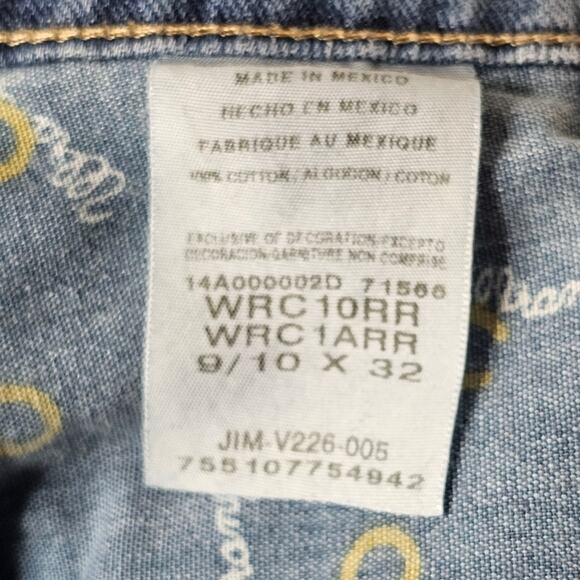 MADE IN MEXICO
HECHO EN MEXICO
FABRIQUE AU MEXIQUE
100% COTTON / ALGODON / COTON
EXCLUSIVE OF DECORATION/EXCEPTO
DECORACION/GARNITURE NON COMPRISE
14A000002D 71566
WRC10RR
WRC1ARR
9/10 X 32
JIM-V226-005
755107754942